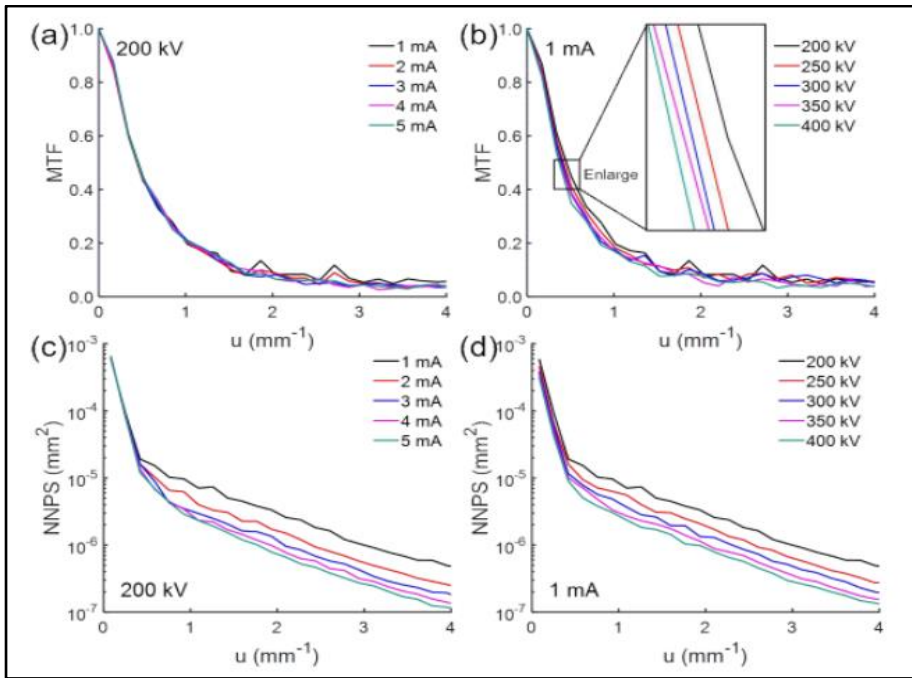 (a)
200 kV
1 mA
2 mA
3 mA
4 mA
5 mA
MTF
1.0
0.8
0.6
0.4
0.2
0.0
0
1
2
3
4
u (mm⁻¹)
(b)
1 mA
200 kV
250 kV
300 kV
350 kV
400 kV
Enlarge
MTF
1.0
0.8
0.6
0.4
0.2
0.0
0
1
2
3
4
u (mm⁻¹)
(c)
1 mA
2 mA
3 mA
4 mA
5 mA
NNPS (mm²)
10⁻³
10⁻⁴
10⁻⁵
10⁻⁶
10⁻⁷
200 kV
0
1
2
3
4
u (mm⁻¹)
(d)
200 kV
250 kV
300 kV
350 kV
400 kV
NNPS (mm²)
10⁻³
10⁻⁴
10⁻⁵
10⁻⁶
10⁻⁷
1 mA
0
1
2
3
4
u (mm⁻¹)